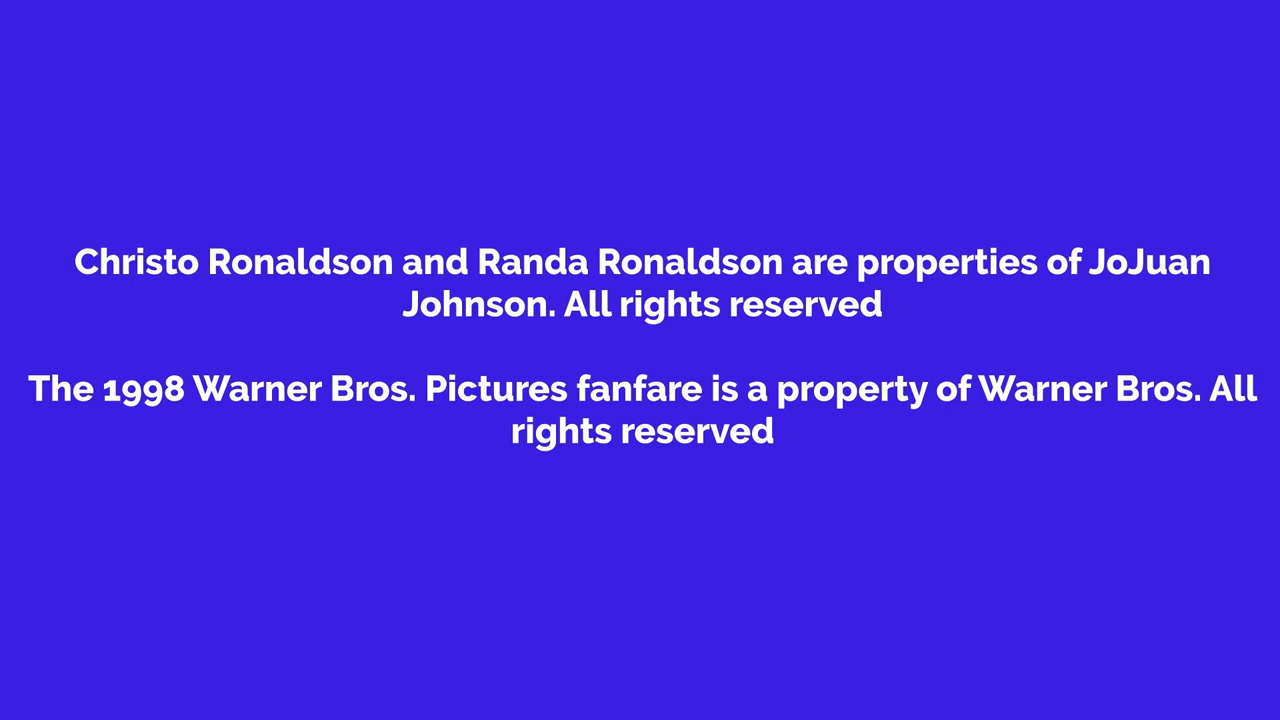 Christo Ronaldson and Randa Ronaldson are properties of JoJuan
Johnson. All rights reserved
The 1998 Warner Bros. Pictures fanfare is a property of Warner Bros. All
rights reserved